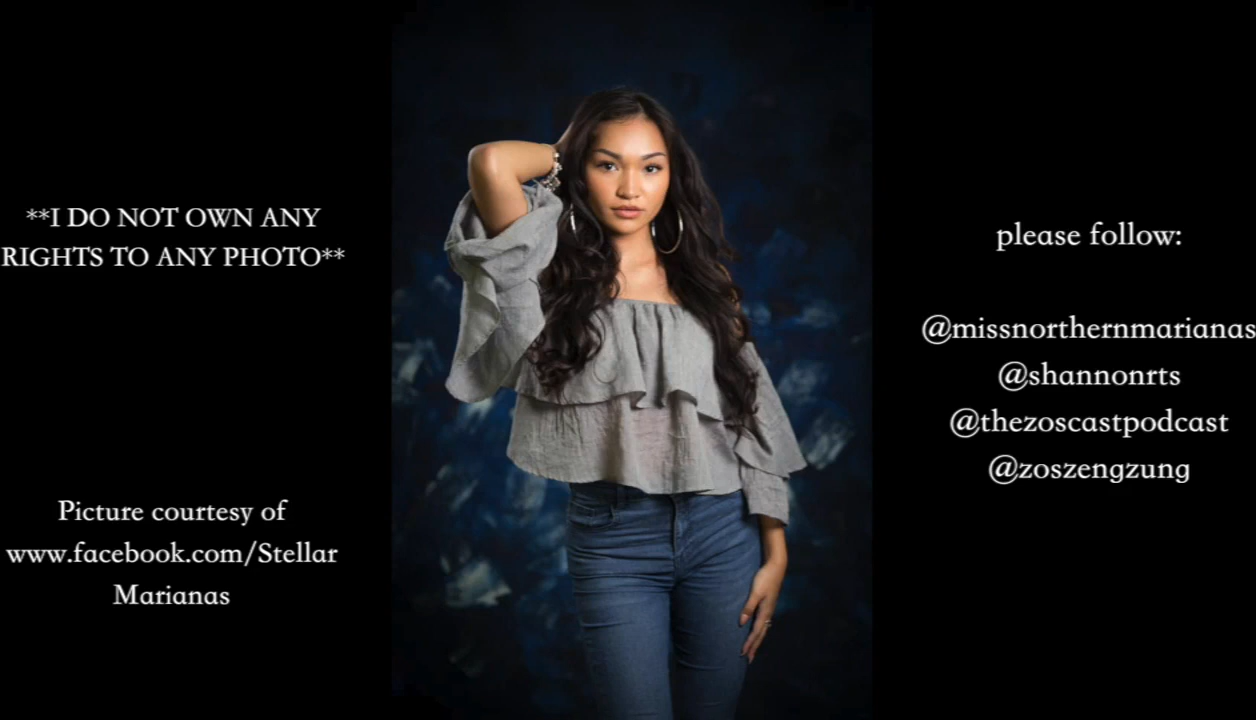 **I DO NOT OWN ANY
RIGHTS TO ANY PHOTO**
Picture courtesy of
www.facebook.com/Stellar
Marianas
please follow:
@missnorthernmarianas
@shannonrts
@thezoscastpodcast
@zoszengzung